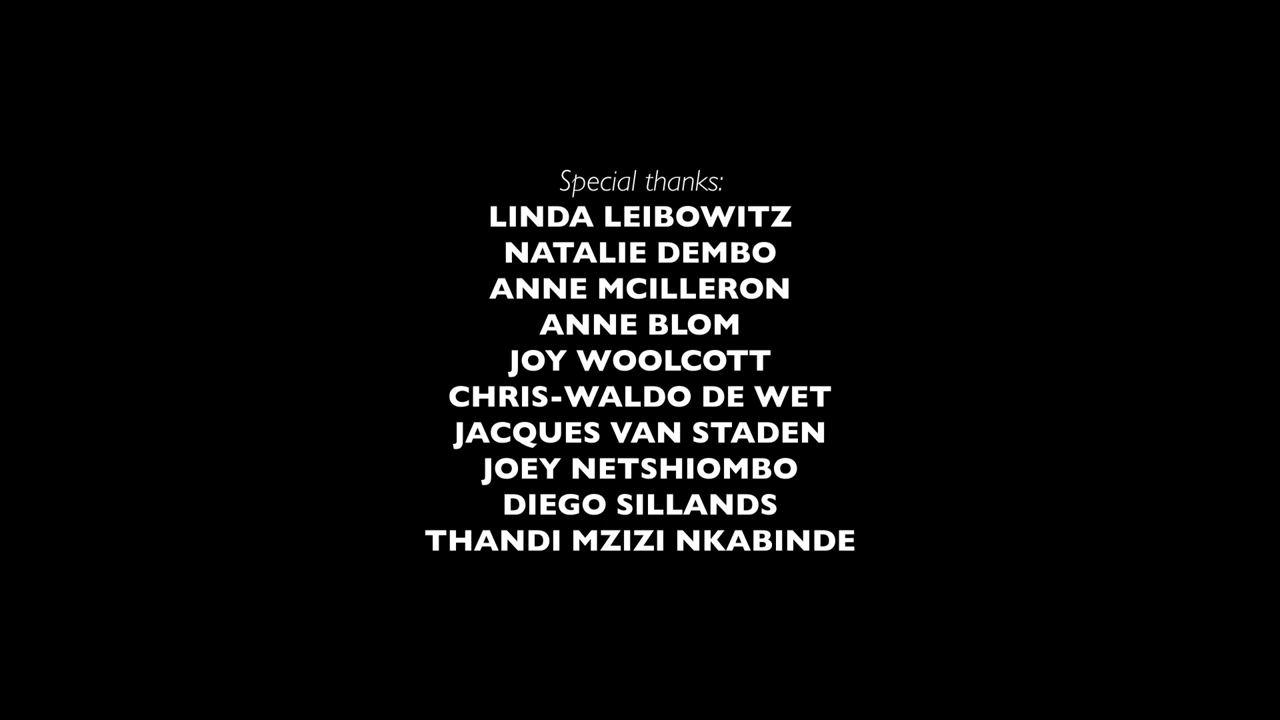 Special thanks:
LINDA LEIBOWITZ
NATALIE DEMBO
ANNE MCILLERON
ANNE BLOM
JOY WOOLCOTT
CHRIS-WALDO DE WET
JACQUES VAN STADEN
JOEY NETSHIOMBO
DIEGO SILLANDS
THANDI MZIZI NKABINDE